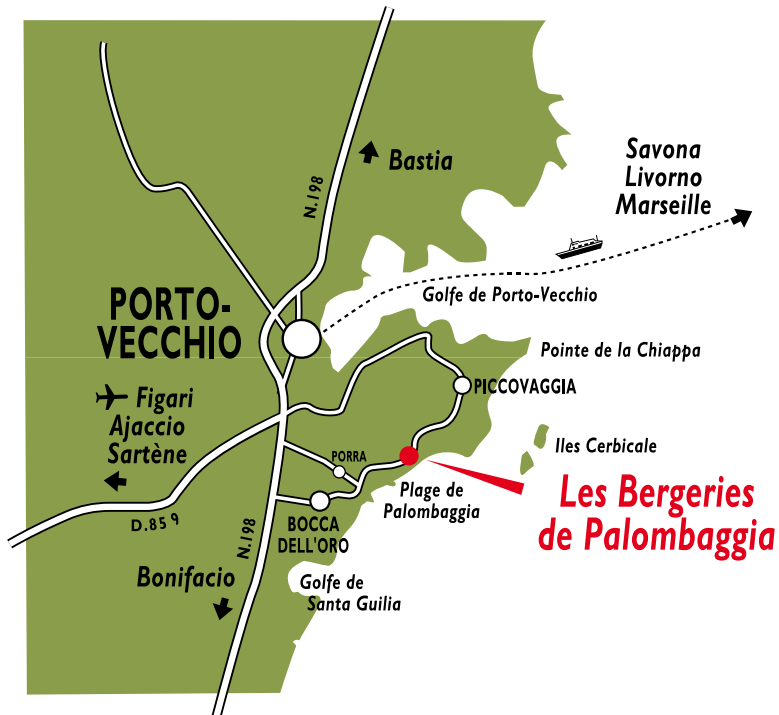 Bastia
N.198
Savona
Livorno
Marseille
Golfe de Porto-Vecchio
PORTO-
VECCHIO
Pointe de la Chiappa
PICCOVAGGIA
Figari
Ajaccio
Sartène
Iles Cerbicale
PORRA
Plage de
Palombaggia
Les Bergeries
de Palombaggia
D.859
N.198
BOCCA
DELL'ORO
Bonifacio
Golfe de
Santa Guilia